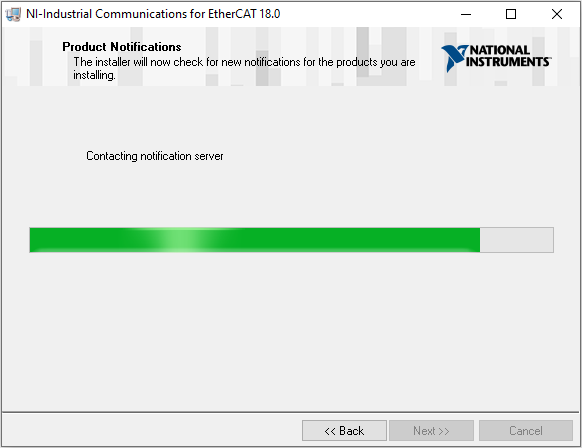 NI-Industrial Communications for EtherCAT 18.0
Product Notifications
The installer will now check for new notifications for the products you are
installing.
NATIONAL
INSTRUMENTS™
Contacting notification server
<< Back
Next >>
Cancel